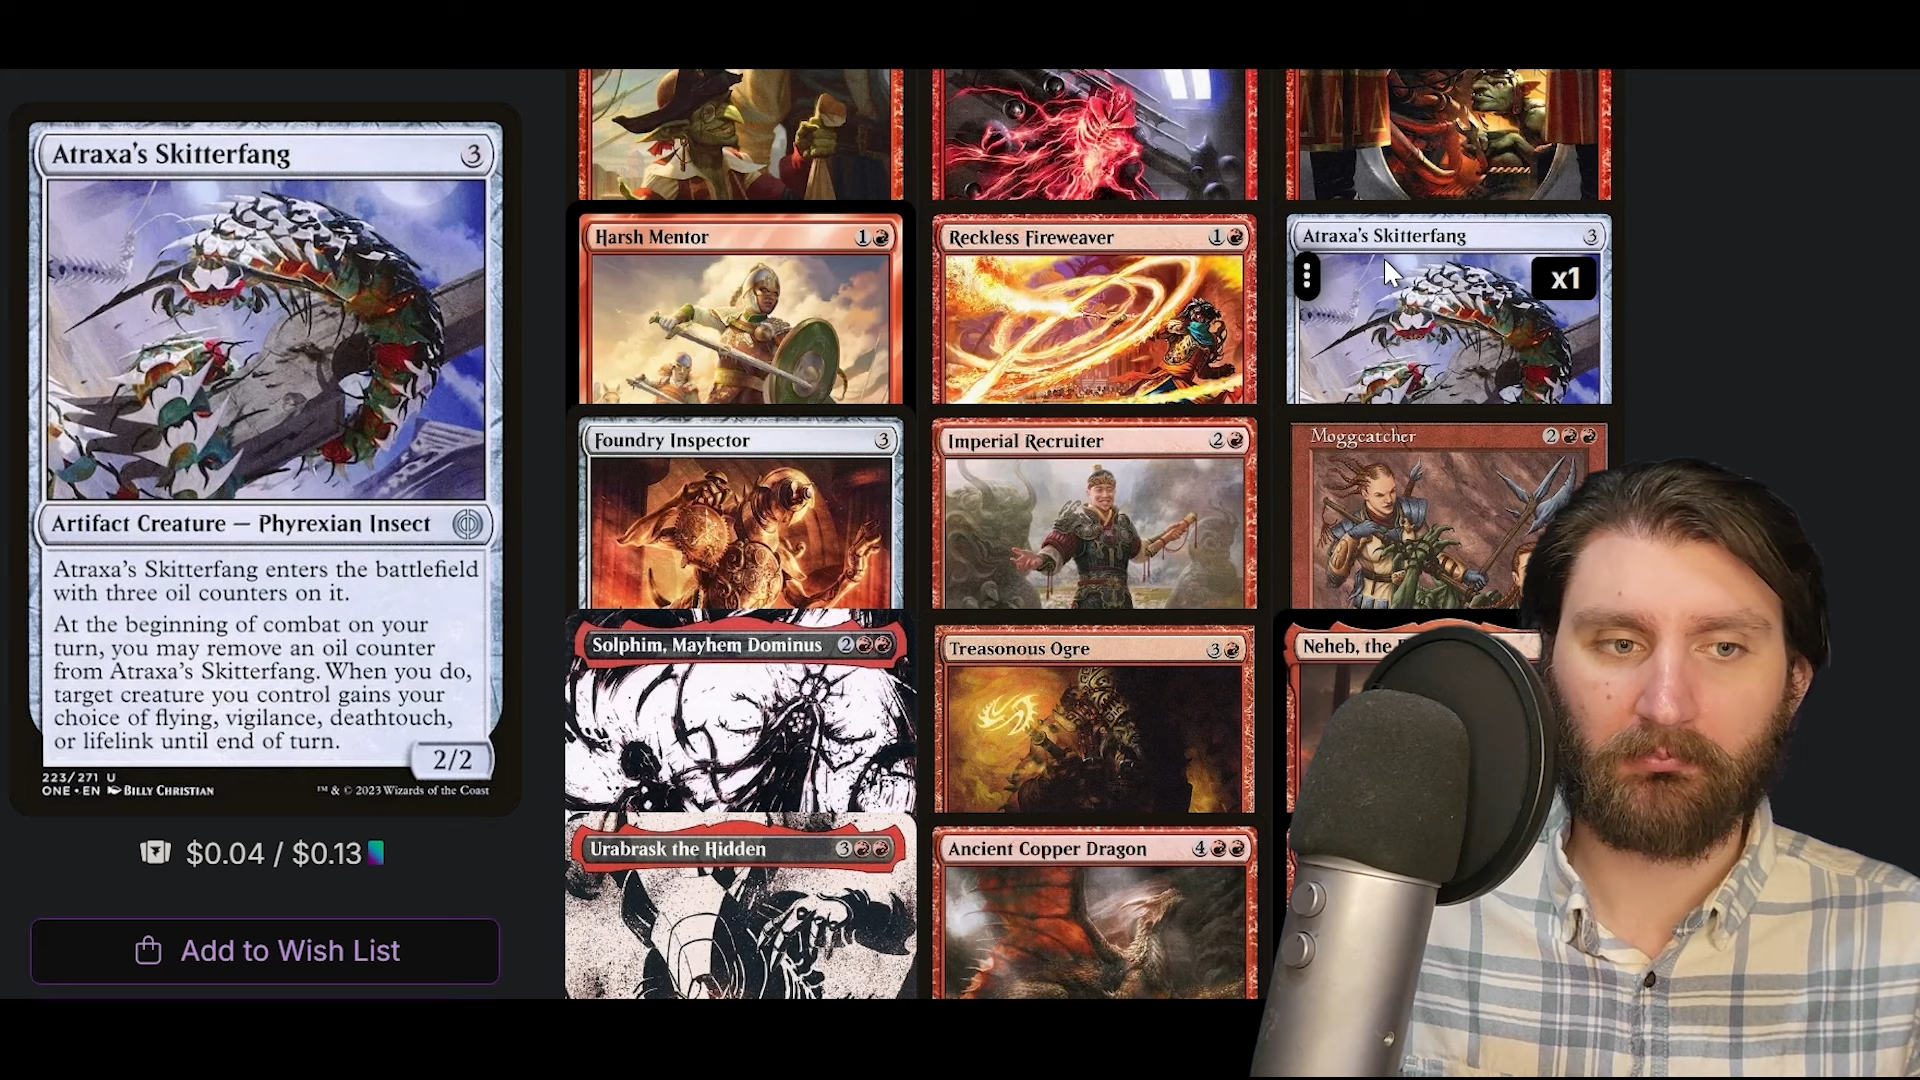 Atraxa's Skitterfang 3
Artifact Creature — Phyrexian Insect
Atraxa's Skitterfang enters the battlefield
with three oil counters on it.
At the beginning of combat on your
turn, you may remove an oil counter
from Atraxa's Skitterfang. When you do,
target creature you control gains your
choice of flying, vigilance, deathtouch,
or lifelink until end of turn.
2/2
223/271 U
ONE • EN BILLY CHRISTIAN
™ & © 2023 Wizards of the Coast
$0.04 / $0.13
Add to Wish List
Harsh Mentor 1
Reckless Fireweaver 1
Atraxa's Skitterfang 3
x1
Foundry Inspector 3
Imperial Recruiter 2
Moggcatcher 2
Solphim, Mayhem Dominus 2
Treasonous Ogre 3
Neheb, the
Urabrask the Hidden 3
Ancient Copper Dragon 4